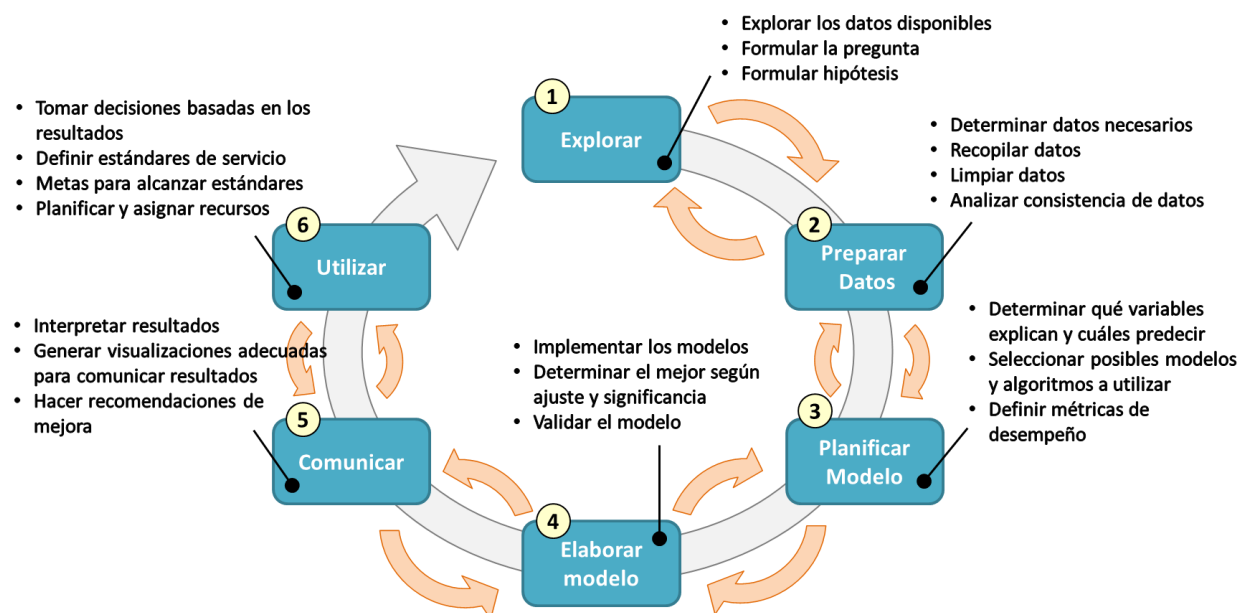 • Explorar los datos disponibles
• Formular la pregunta
• Formular hipótesis
1
Explorar
• Determinar datos necesarios
• Recopilar datos
• Limpiar datos
• Analizar consistencia de datos
2
Preparar
Datos
• Determinar qué variables
explican y cuáles predecir
• Seleccionar posibles modelos
y algoritmos a utilizar
• Definir métricas de
desempeño
3
Planificar
Modelo
• Implementar los modelos
• Determinar el mejor según
ajuste y significancia
• Validar el modelo
4
Elaborar
modelo
• Interpretar resultados
• Generar visualizaciones adecuadas
para comunicar resultados
• Hacer recomendaciones de
mejora
5
Comunicar
• Tomar decisiones basadas en los
resultados
• Definir estándares de servicio
• Metas para alcanzar estándares
• Planificar y asignar recursos
6
Utilizar